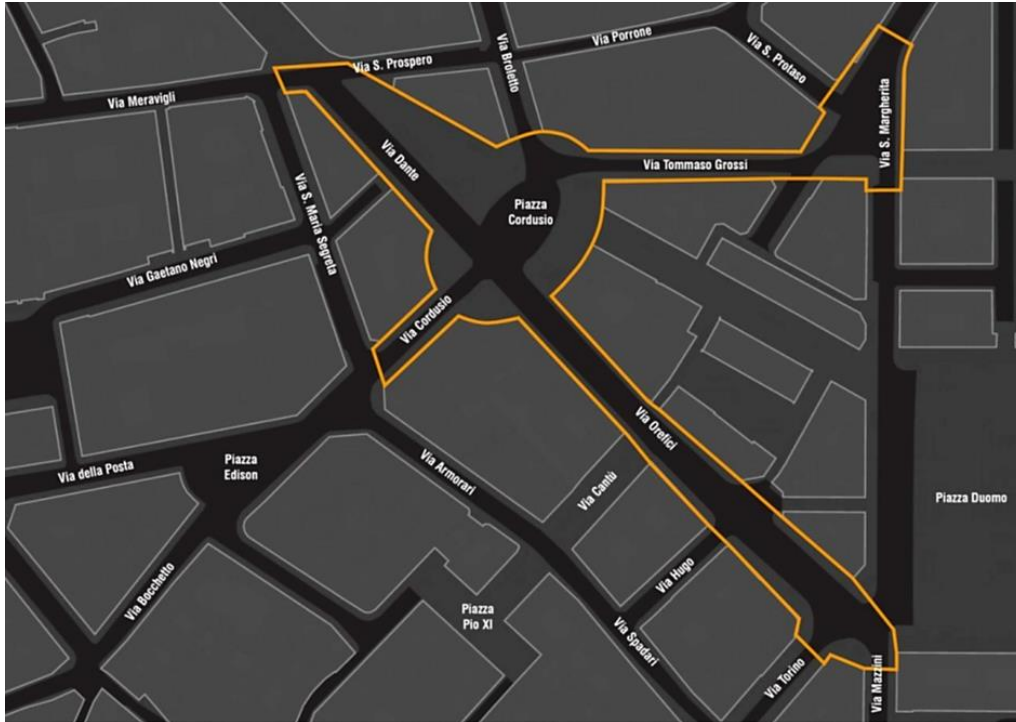 Via Porrone
Via S. Prospero
Via Broletto
Via S. Profaso
Via Meravigli
Via S. Margherita
Via Dante
Via Tommaso Grossi
Piazza
Cordusio
Via S. Maria Segreta
Via Gaetano Negri
Via Cordusio
Via Orefici
Via della Posta
Piazza
Edison
Via Armorari
Via Cantù
Piazza Duomo
Via Bocchetto
Via Hugo
Piazza
Pio XI
Via Spadari
Via Torino
Via Mazzini